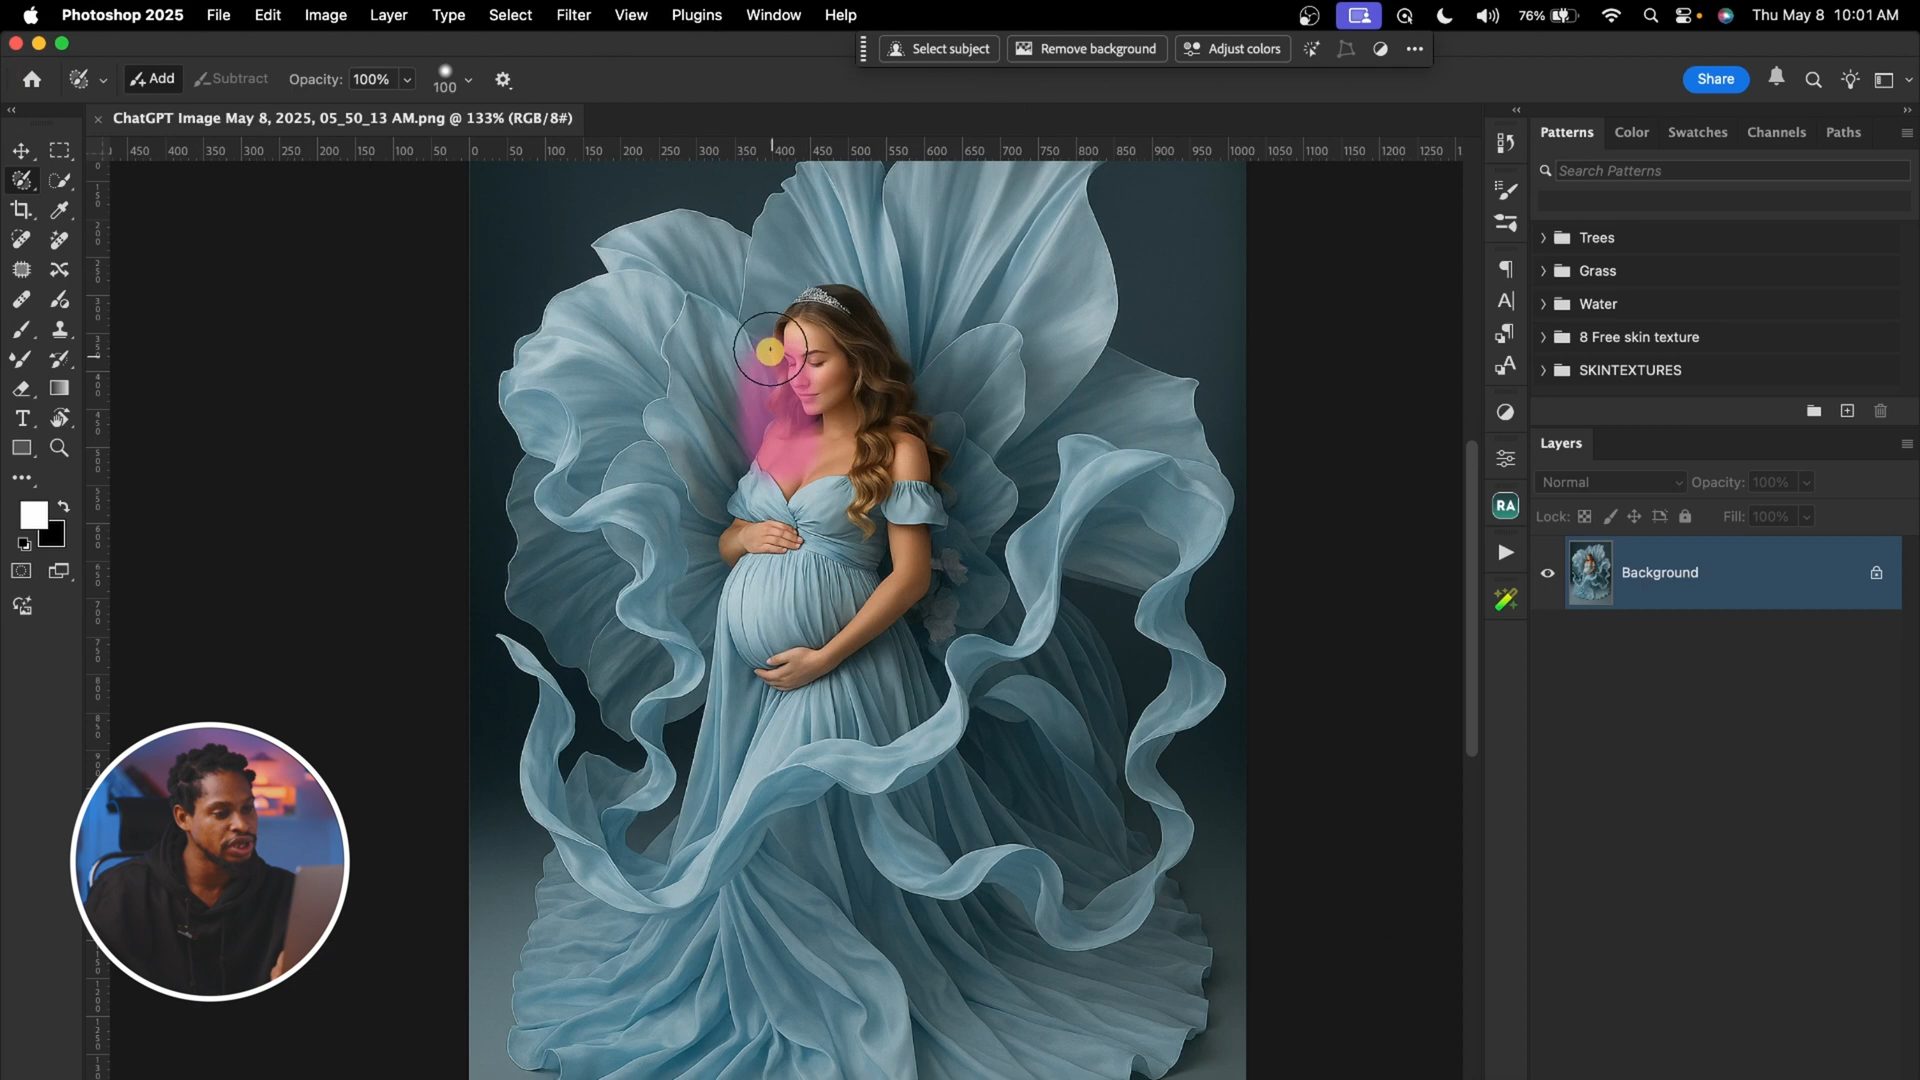 Photoshop 2025 File Edit Image Layer Type Select Filter View Plugins Window Help
76% Thu May 8 10:01 AM
Select subject Remove background Adjust colors
Add Subtract Opacity: 100% 100
Share
ChatGPT Image May 8, 2025, 05_50_13 AM.png @ 133% (RGB/8#)
450 400 350 300 250 200 150 100 50 0 50 100 150 200 250 300 350 400 450 500 550 600 650 700 750 800 850 900 950 1000 1050 1100 1150 1200 1250 1
Patterns Color Swatches Channels Paths
Search Patterns
Trees
Grass
Water
8 Free skin texture
SKINTEXTURES
Layers
Normal Opacity: 100%
Lock: Fill: 100%
RA
Background